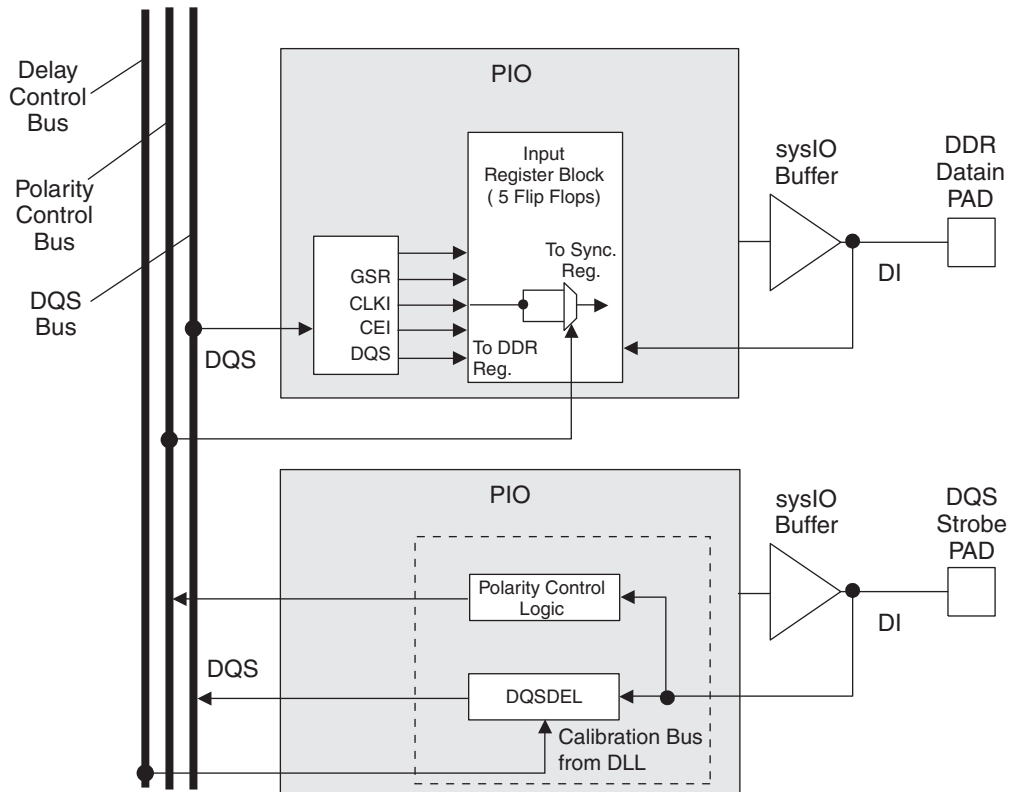 Delay
Control
Bus
Polarity
Control
Bus
DQS
Bus
DQS
PIO
Input
Register Block
( 5 Flip Flops)
To Sync.
Reg.
GSR
CLKI
CEI
DQS
To DDR
Reg.
sysIO
Buffer
DDR
Datain
PAD
DI
PIO
Polarity Control
Logic
DQS
DQSDEL
Calibration Bus
from DLL
sysIO
Buffer
DQS
Strobe
PAD
DI